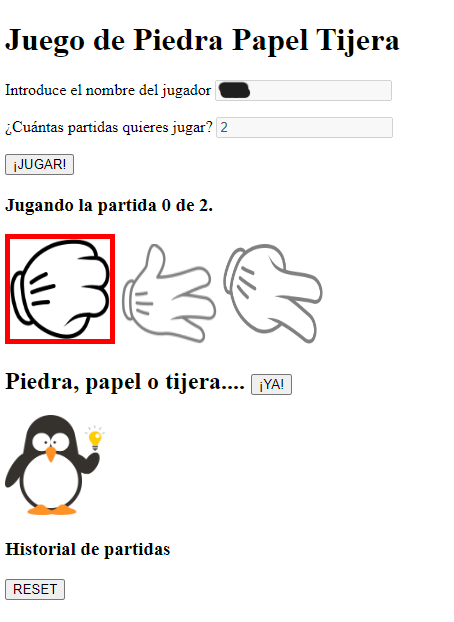 Juego de Piedra Papel Tijera
Introduce el nombre del jugador
¿Cuántas partidas quieres jugar? 2
¡JUGAR!
Jugando la partida 0 de 2.
Piedra, papel o tijera.... ¡YA!
Historial de partidas
RESET